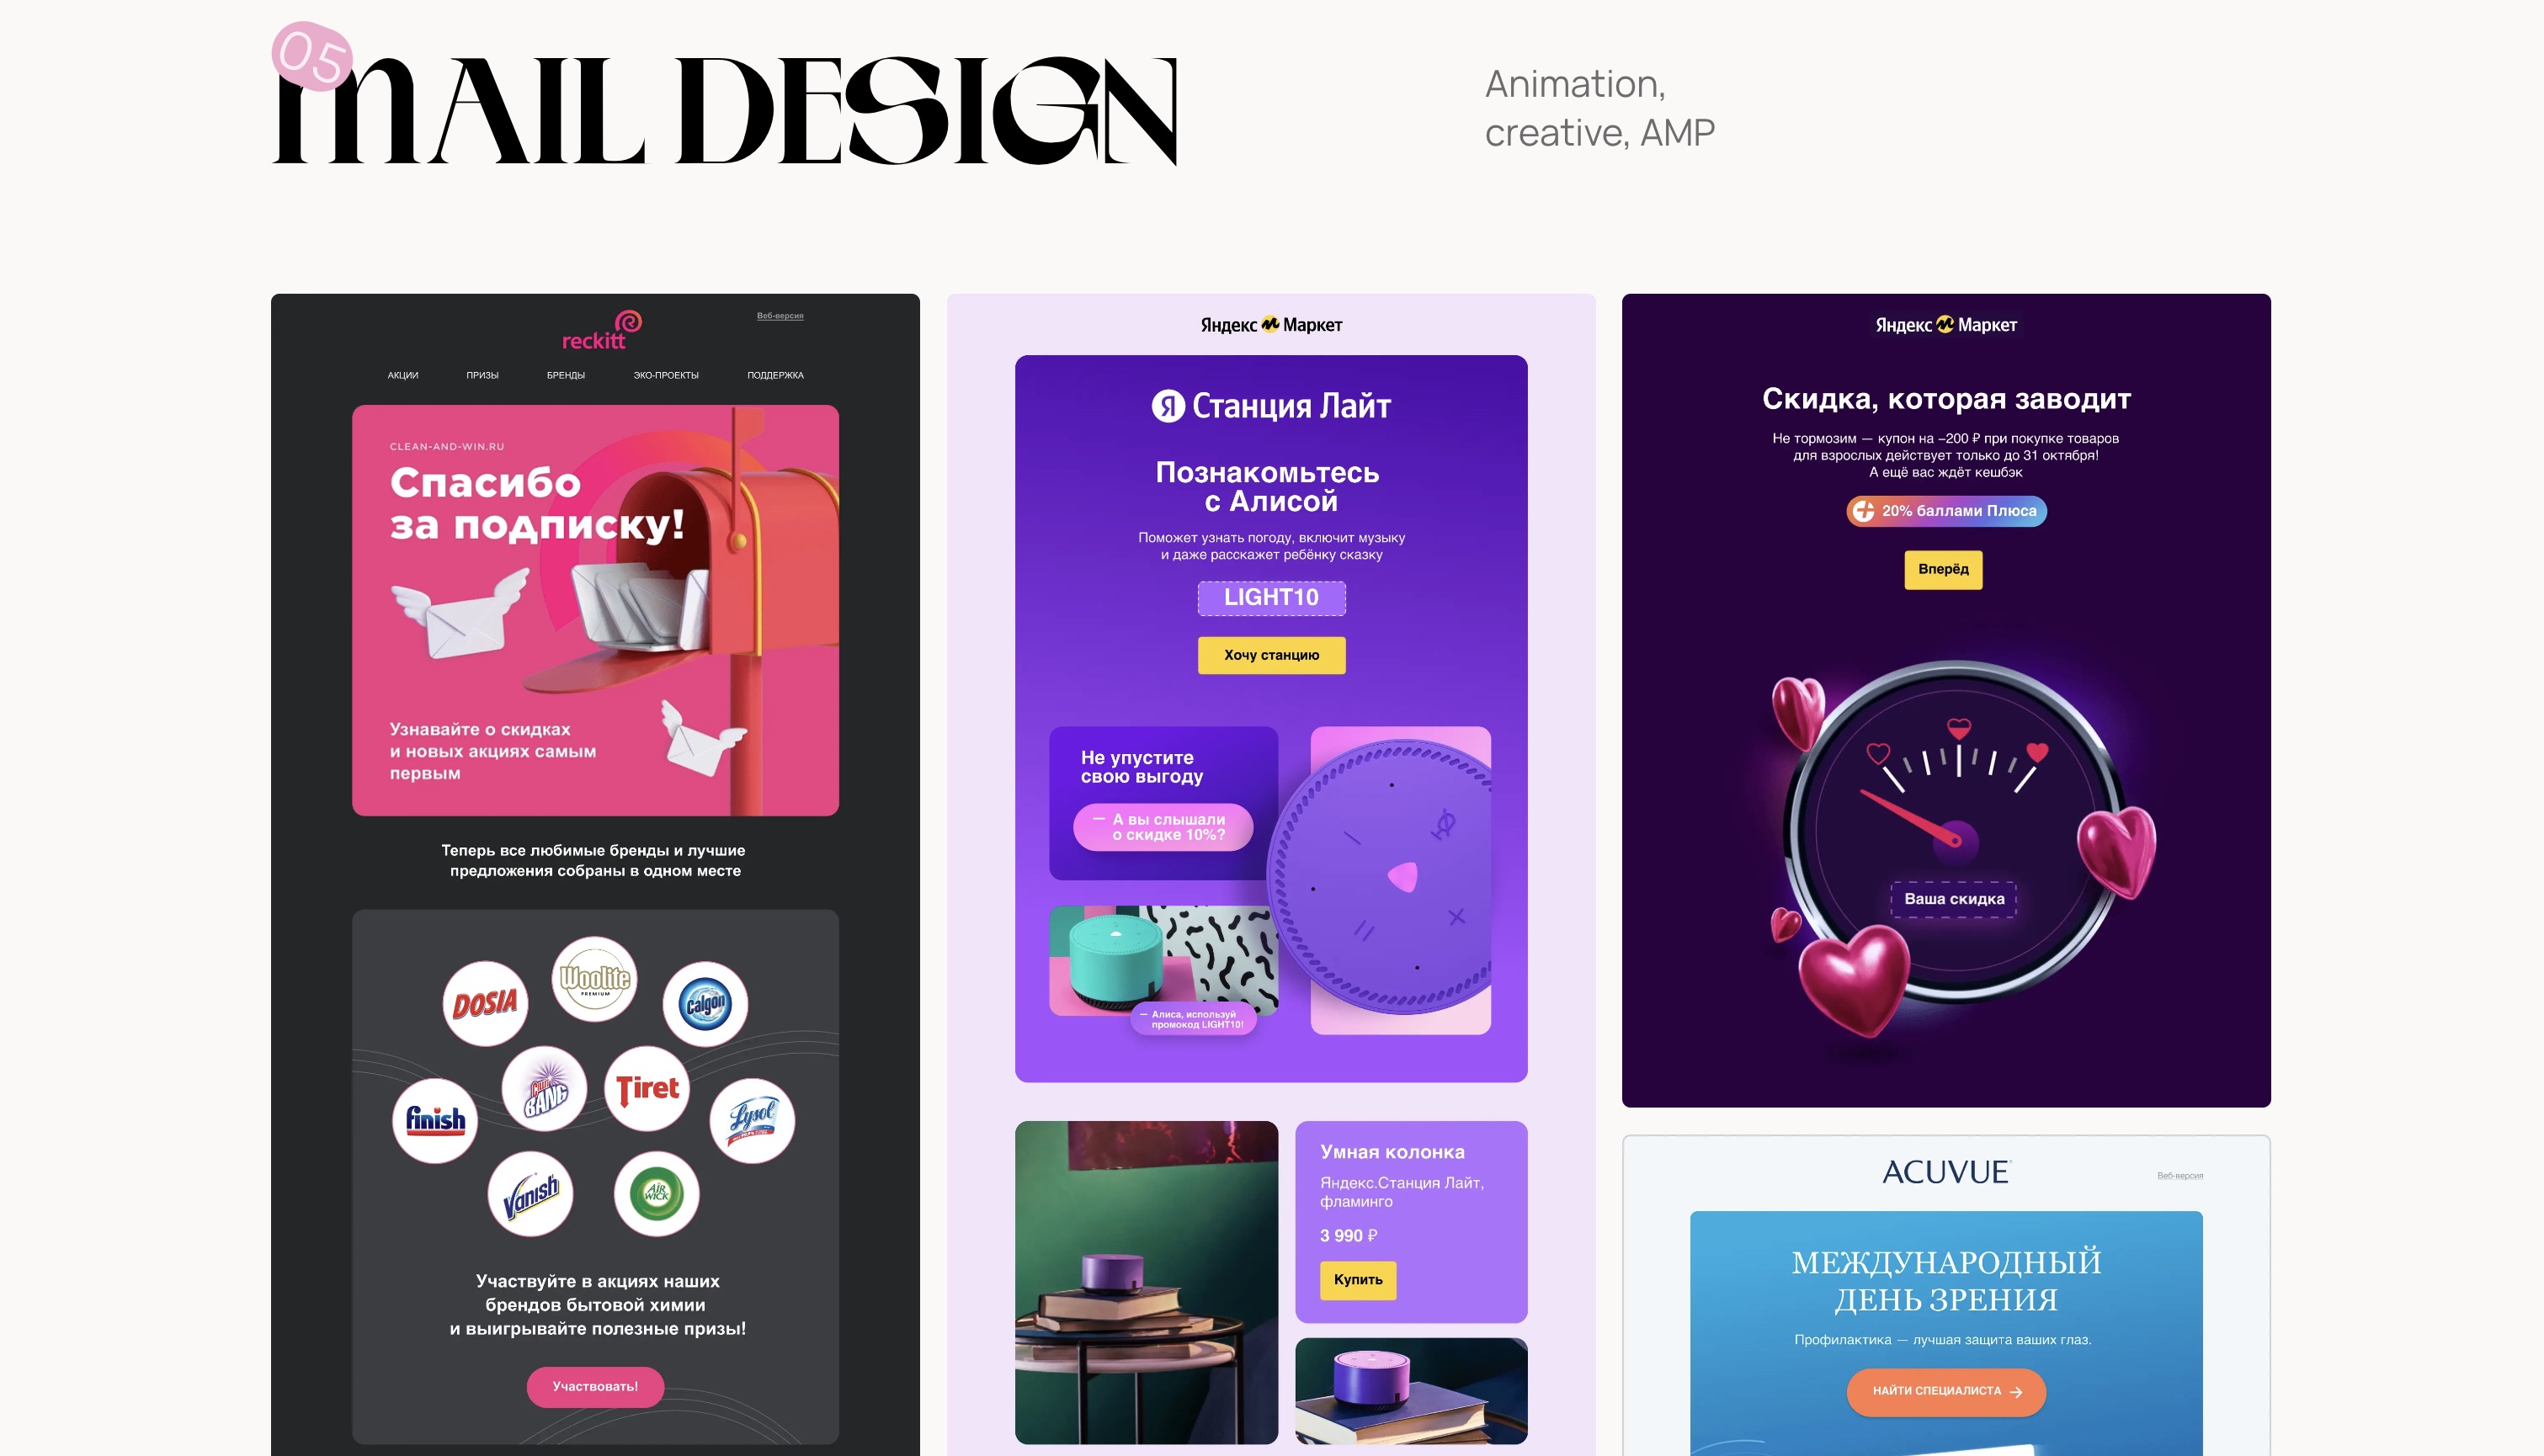 05
MAIL DESIGN
Animation,
creative, AMP
reckitt
Веб-версия
АКЦИИ
ПРИЗЫ
БРЕНДЫ
ЭКО-ПРОЕКТЫ
ПОДДЕРЖКА
CLEAN-AND-WIN.RU
Спасибо
за подписку!
Узнавайте о скидках
и новых акциях самым
первым
Теперь все любимые бренды и лучшие
предложения собраны в одном месте
DOSIA
Woolite
PREMIUM
Calgon
finish
Cillit
BANG
Tiret
Lysol
Vanish
AIR
WICK
Участвуйте в акциях наших
брендов бытовой химии
и выигрывайте полезные призы!
Участвовать!
Яндекс Маркет
Я Станция Лайт
Познакомьтесь
с Алисой
Поможет узнать погоду, включит музыку
и даже расскажет ребёнку сказку
LIGHT10
Хочу станцию
Не упустите
свою выгоду
— А вы слышали
о скидке 10%?
— Алиса, используй
промокод LIGHT10!
Умная колонка
Яндекс.Станция Лайт,
фламинго
3 990 ₽
Купить
Яндекс Маркет
Скидка, которая заводит
Не тормозим — купон на –200 ₽ при покупке товаров
для взрослых действует только до 31 октября!
А ещё вас ждёт кешбэк
20% баллами Плюса
Вперёд
Ваша скидка
ACUVUE
Веб-версия
МЕЖДУНАРОДНЫЙ
ДЕНЬ ЗРЕНИЯ
Профилактика — лучшая защита ваших глаз.
НАЙТИ СПЕЦИАЛИСТА →